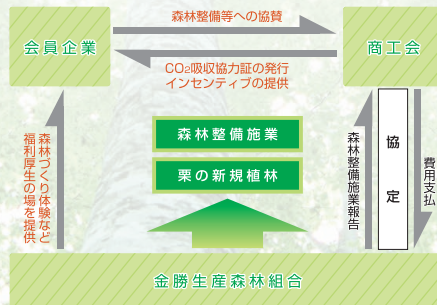 森林整備等への協賛
会員企業
商工会
CO2吸収協力証の発行
インセンティブの提供
森林整備施業
栗の新規植林
森林づくり体験など
福利厚生の場を提供
森林整備施業報告
協定
費用支払
金勝生産森林組合